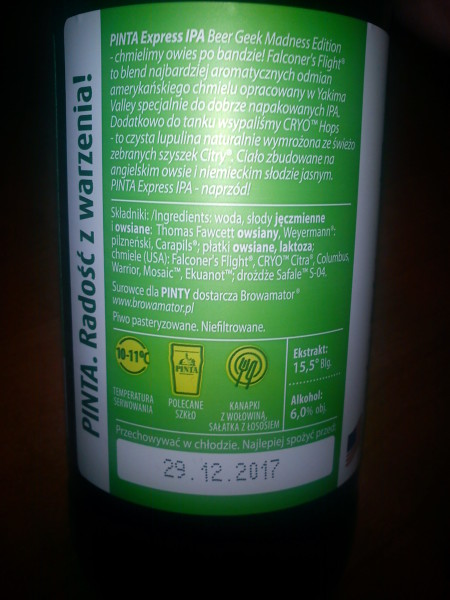 PINTA. Radość z warzenia!
PINTA Express IPA Beer Geek Madness Edition
- chmielimy owies po bandzie! Falconer's Flight®
to blend najbardziej aromatycznych odmian
amerykańskiego chmielu opracowany w Yakima
Valley specjalnie do dobrze napakowanych IPA.
Dodatkowo do tanku wsypaliśmy CRYO™ Hops
- to czysta lupulina naturalnie wymrożona ze świeżo
zebranych szyszek Citry®. Ciało zbudowane na
angielskim owsie i niemieckim słodzie jasnym.
PINTA Express IPA - naprzód!
Składniki: /Ingredients: woda, słody jęczmienne
i owsiane: Thomas Fawcett owsiany, Weyermann®:
pilzneński, Carapils®; płatki owsiane, laktoza;
chmiele (USA): Falconer's Flight®, CRYO™ Citra®, Columbus,
Warrior, Mosaic™, Ekuanot™; drożdże Safale™ S-04.
Surowce dla PINTY dostarcza Browamator®
www.browamator.pl
Piwo pasteryzowane. Niefiltrowane.
10-11°C
TEMPERATURA
SERWOWANIA
PINTA
POLECANE
SZKŁO
KANAPKI
Z WOŁOWINĄ,
SAŁATKA Z ŁOSOSIEM
Ekstrakt:
15,5° Blg.
Alkohol:
6,0% obj.
Przechowywać w chłodzie. Najlepiej spożyć przed:
29.12.2017